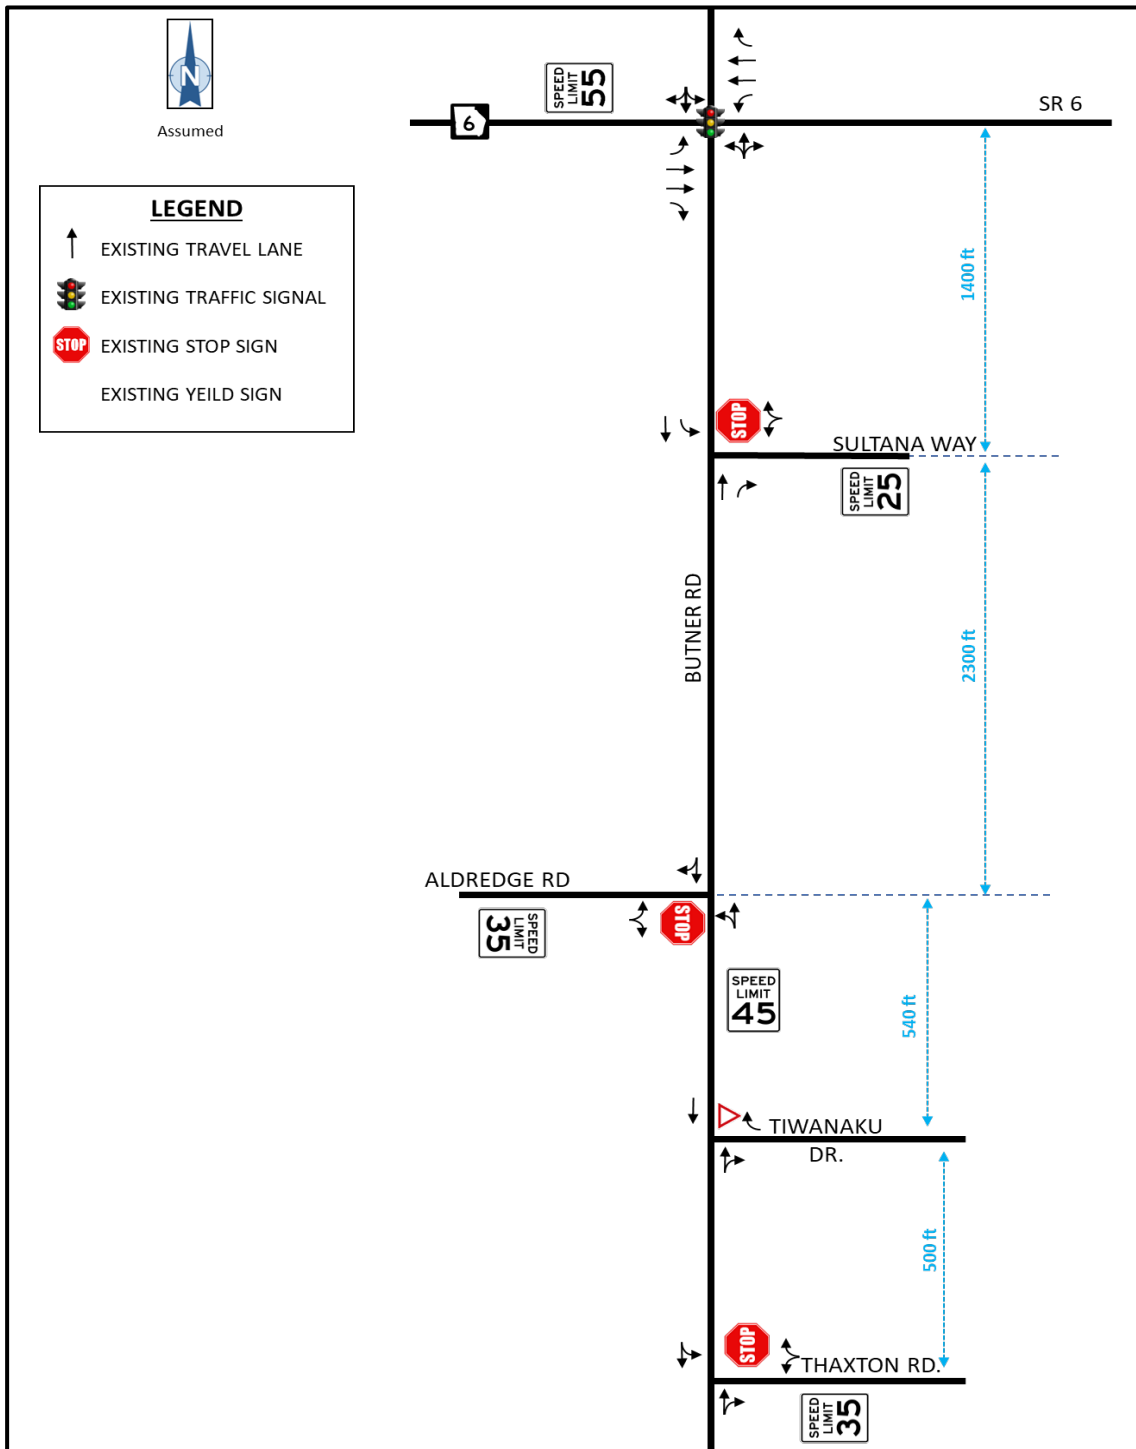 N
Assumed
LEGEND
EXISTING TRAVEL LANE
EXISTING TRAFFIC SIGNAL
STOP EXISTING STOP SIGN
EXISTING YEILD SIGN
SPEED
LIMIT
55
6
SR 6
1400 ft
STOP
SULTANA WAY
SPEED
LIMIT
25
BUTNER RD
2300 ft
ALDREDGE RD
SPEED
LIMIT
35
STOP
SPEED
LIMIT
45
540 ft
TIWANAKU
DR.
500 ft
STOP
THAXTON RD.
SPEED
LIMIT
35